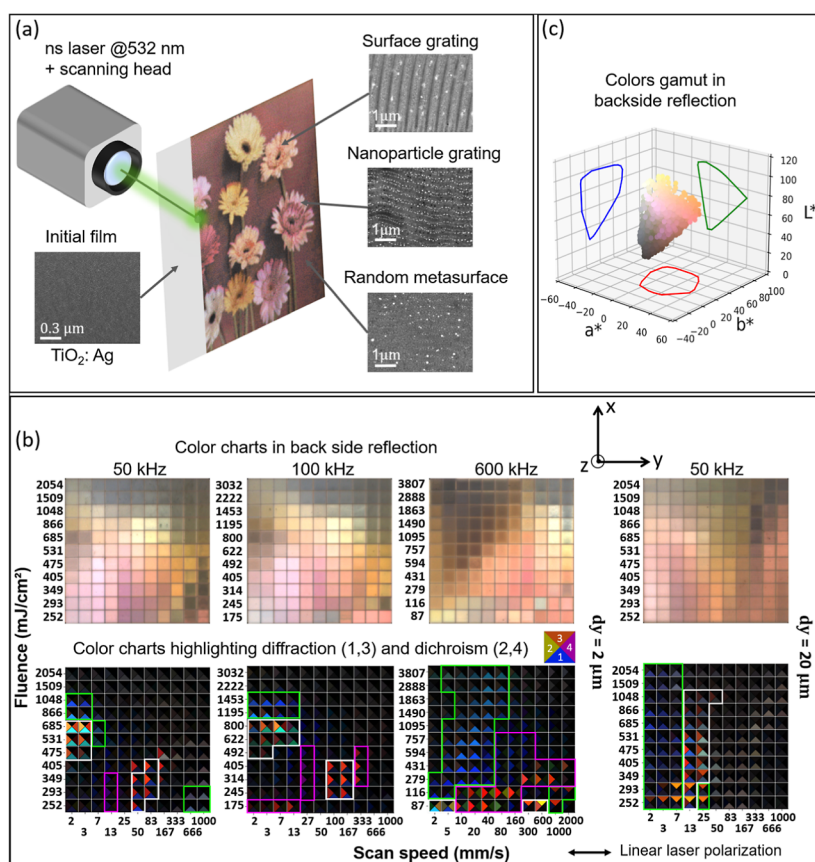 (a)
ns laser @532 nm
+ scanning head
Surface grating
1μm
Nanoparticle grating
1μm
Initial film
0.3 μm
TiO₂: Ag
Random metasurface
1μm
(c)
Colors gamut in
backside reflection
120
100
80
60
40
20
0
L*
−60
−40
−20
0
20
40
60
a*
−40
−20
0
20
40
60
80
100
b*
(b)
Color charts in back side reflection
x
y
z
50 kHz
100 kHz
600 kHz
50 kHz
Fluence (mJ/cm²)
2054
1509
1048
866
685
531
475
405
349
293
252
3032
2222
1453
1195
800
622
492
405
314
245
175
3807
2888
1863
1490
1095
757
594
431
279
116
87
2054
1509
1048
866
685
531
492
405
349
293
252
dy = 2 μm
dy = 20 μm
Color charts highlighting diffraction (1,3) and dichroism (2,4)
3
2 4
1
2054
1509
1048
866
685
531
475
405
349
293
252
3032
2222
1453
1195
800
622
492
405
314
245
175
3807
2888
1863
1490
1095
757
594
431
279
116
87
2054
1509
1048
866
685
531
475
405
349
293
252
2 7 25 83 333 1000
3 13 50 167 666
2 7 27 100 333 1000
3 13 50 167 666
2 10 40 160 600 2000
5 20 80 300 1000
2 7 25 83 333 1000
3 13 50 167 666
Scan speed (mm/s)
Linear laser polarization